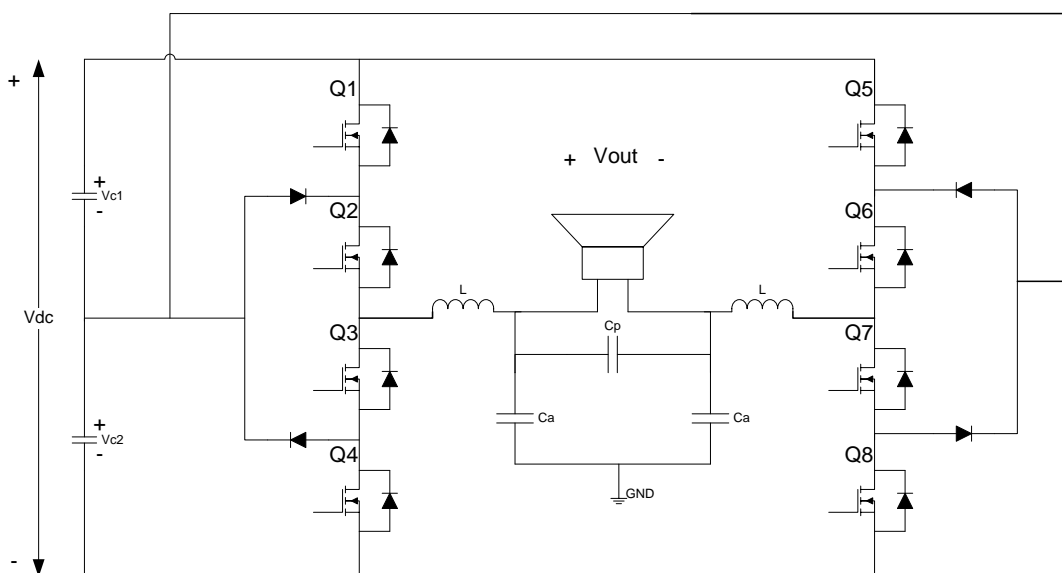 +
Q1
Q5
+ Vout -
+
Vc1
-
Q2
Q6
L
L
Vdc
Q3
Cp
Q7
Ca
Ca
+
Vc2
-
Q4
Q8
GND
-